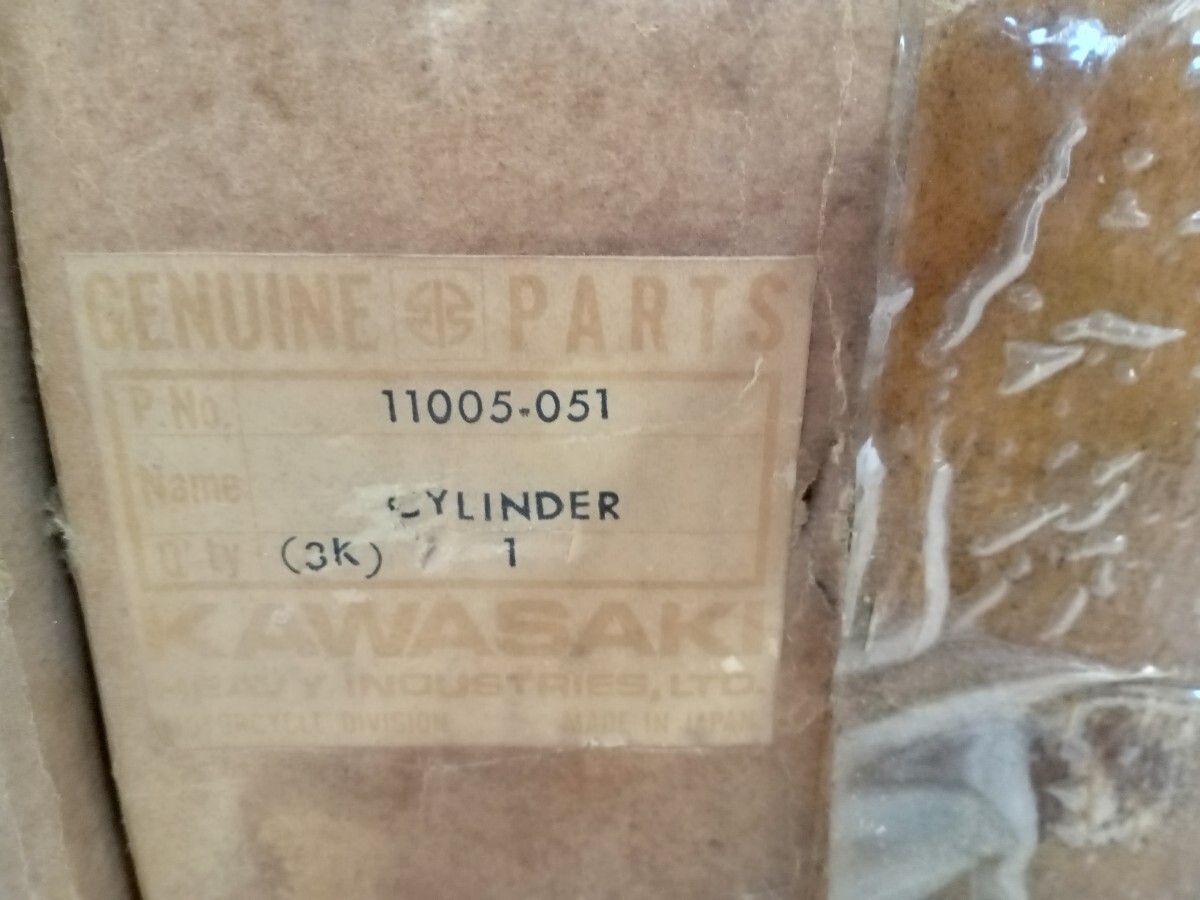 GENUINE PARTS
P.No. 11005-051
Name CYLINDER
Q'ty (3K) 1
KAWASAKI
HEAVY INDUSTRIES, LTD.
MOTORCYCLE DIVISION MADE IN JAPAN